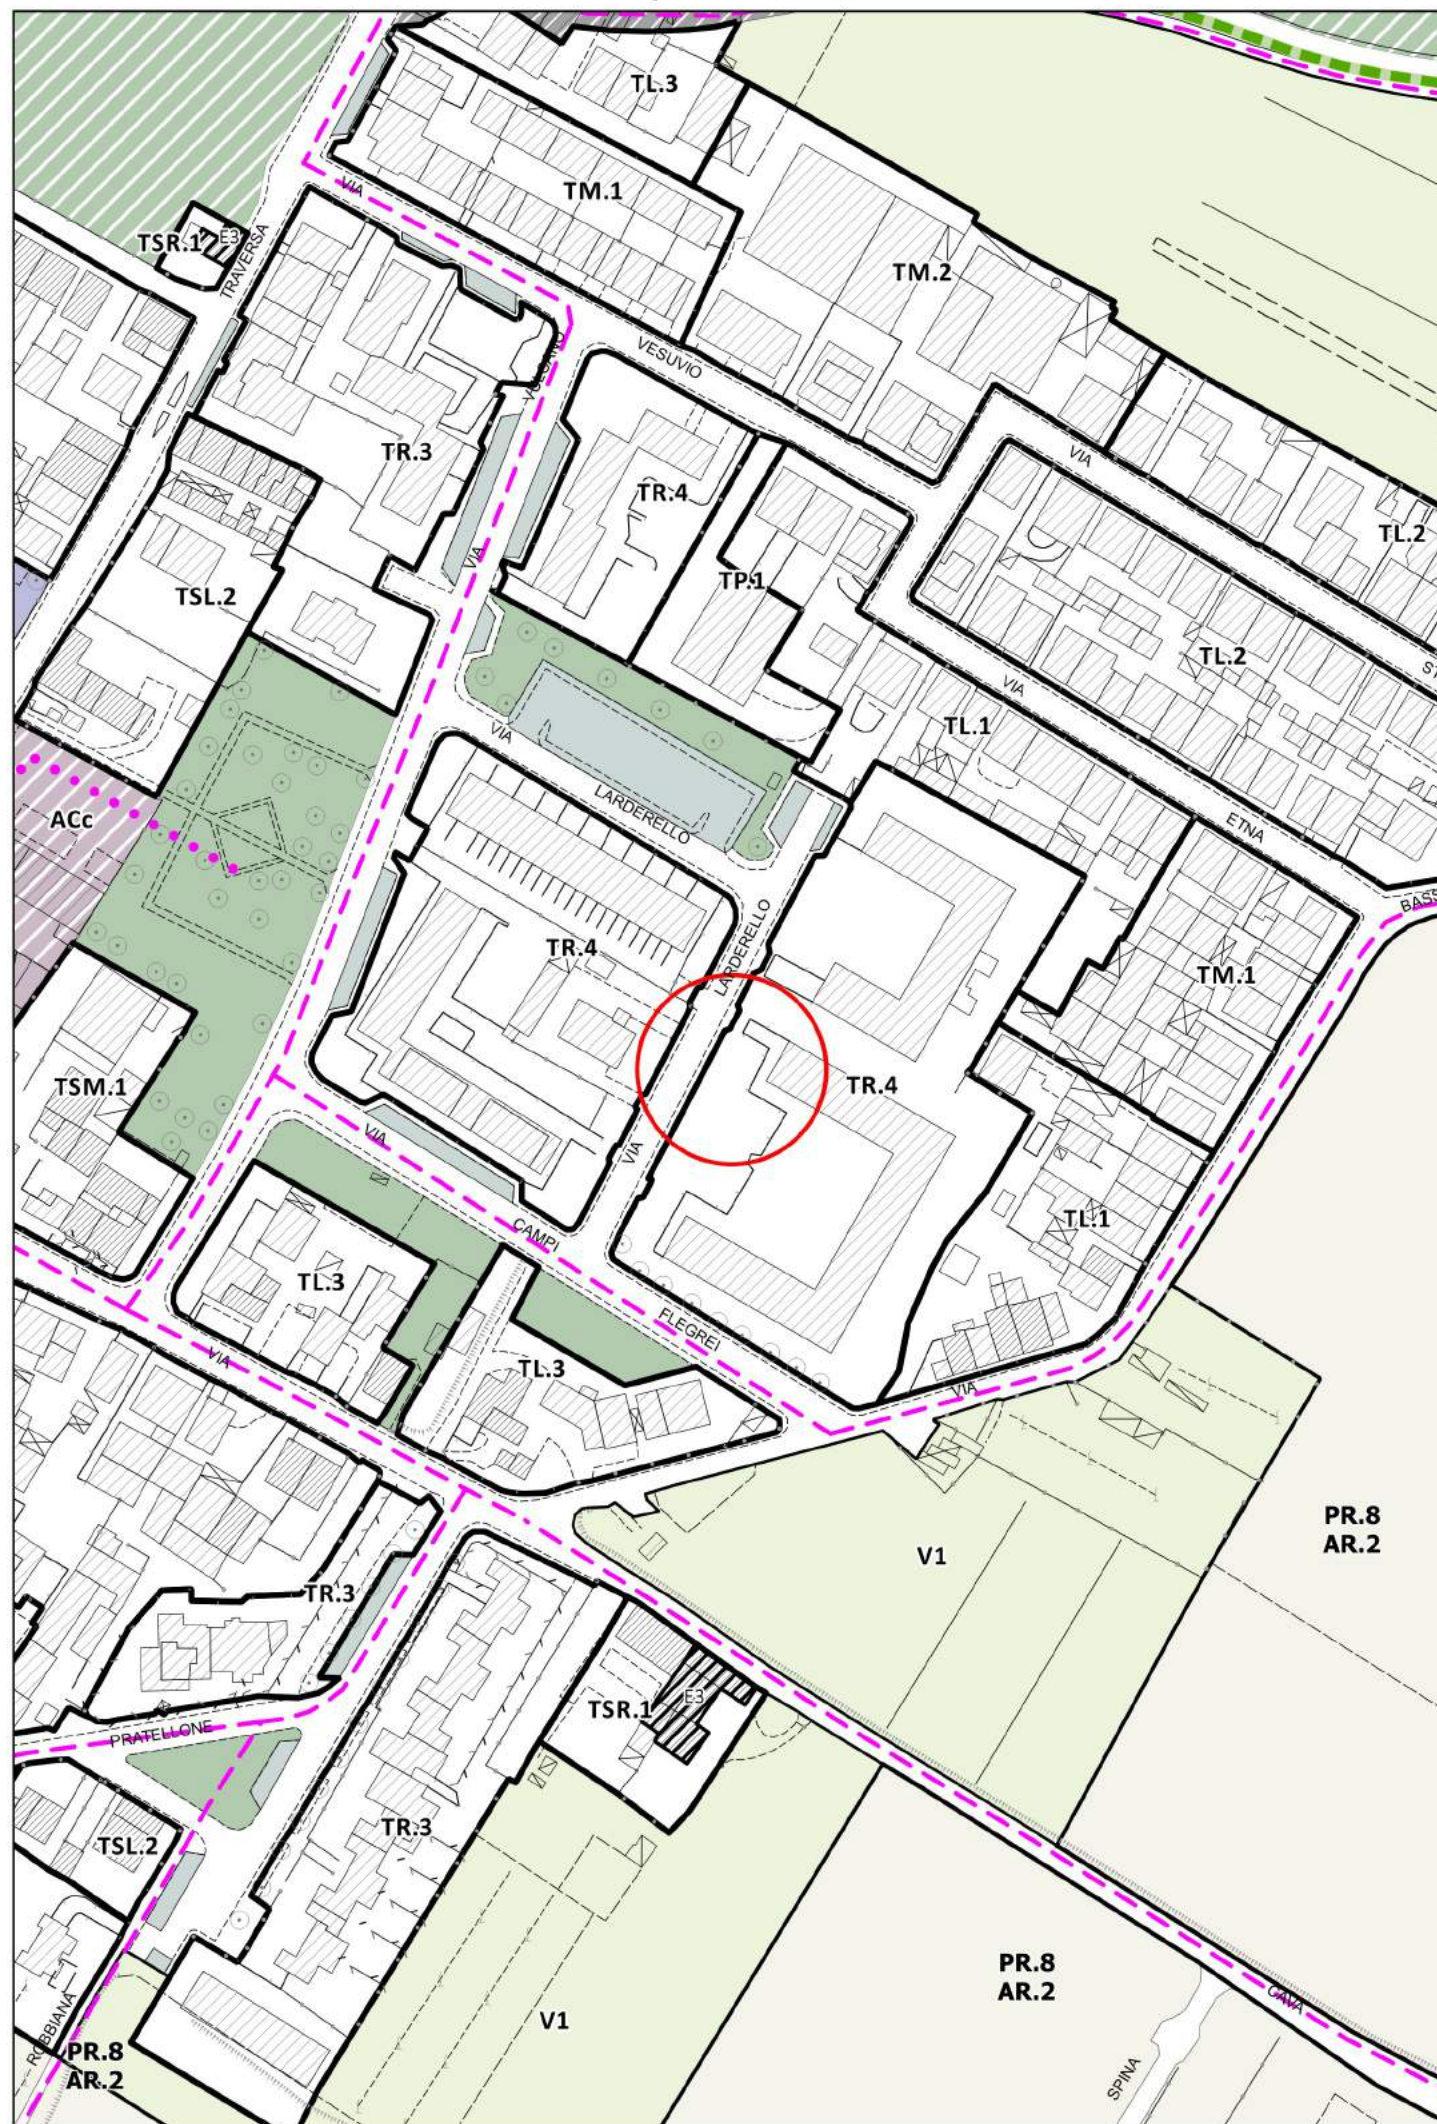 TL.3
VIA
TM.1
TSR.1
E3
TRAVERSA
TM.2
VULCANO
VESUVIO
TR.3
VIA
TR.4
TL.2
TP.1
VIA
TSL.2
TL.2
VIA
ST
VIA
TL.1
LARDERELLO
ETNA
ACc
BASS
TR.4
LARDERELLO
TM.1
TSM.1
TR.4
VIA
VIA
TL.1
CAMPI
TL.3
FLEGREI
VIA
TL.3
VIA
PR.8
AR.2
V1
TR.3
TSR.1
E3
PRATELLONE
TR.3
TSL.2
PR.8
AR.2
CAVA
V1
ROBBIANA
PR.8
AR.2
SPINA